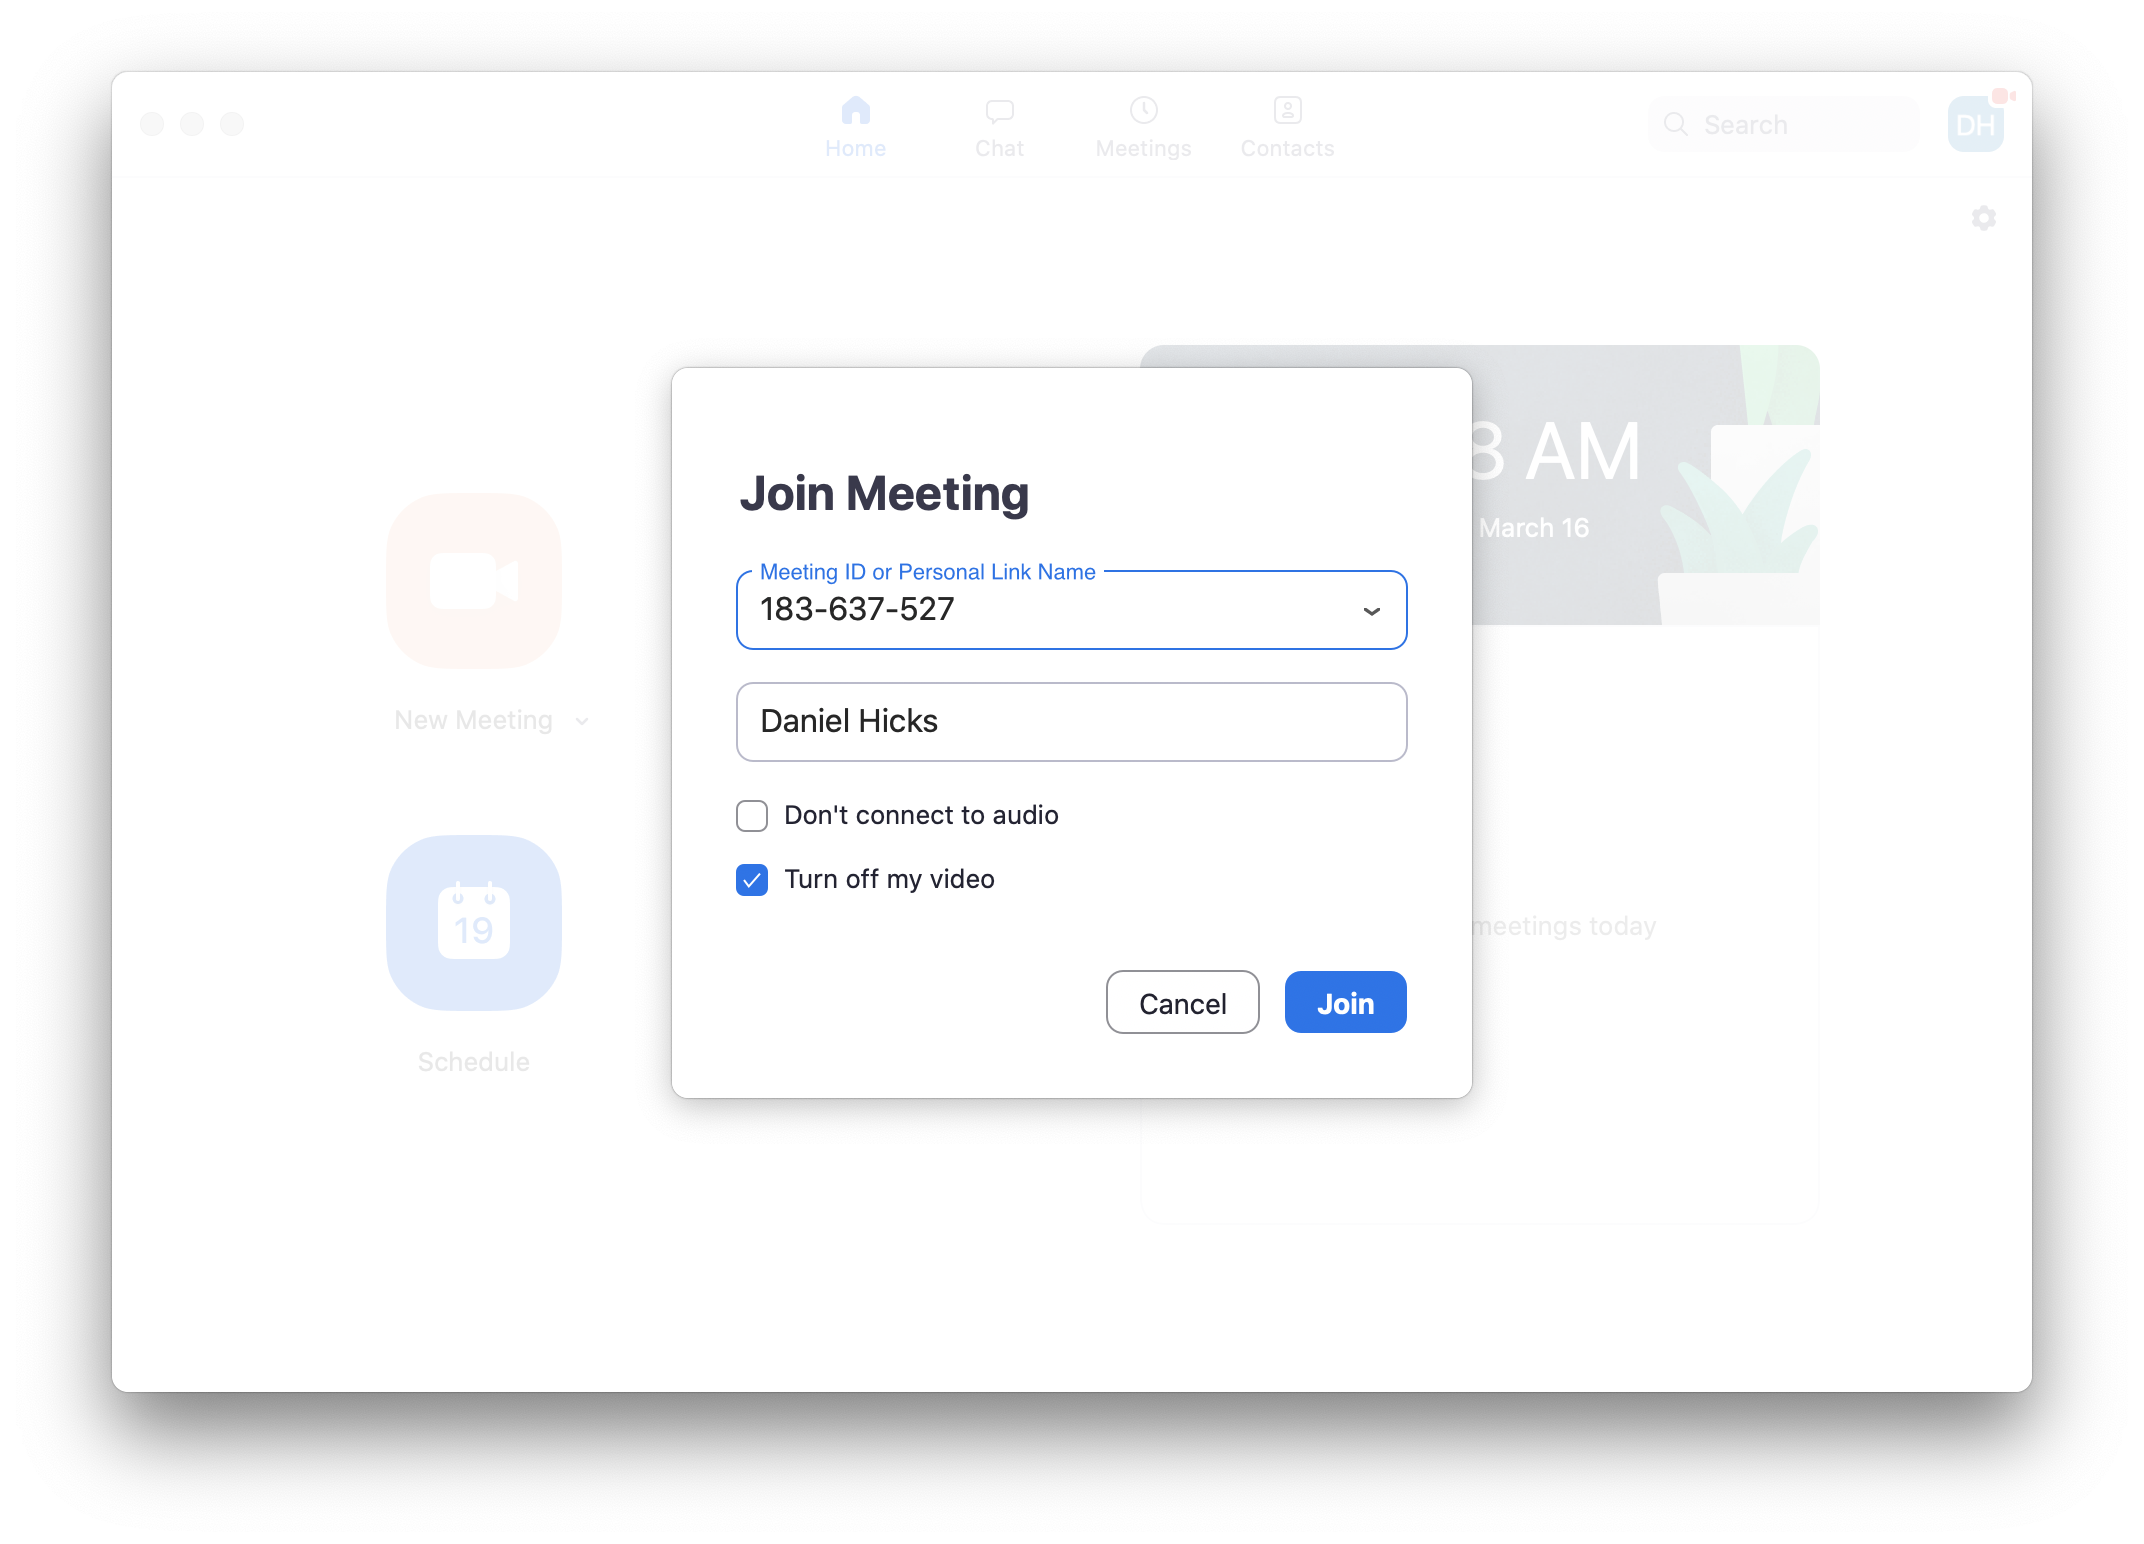 Home
Chat
Meetings
Contacts
Search
DH
8 AM
March 16
Join Meeting
Meeting ID or Personal Link Name
183-637-527
Daniel Hicks
Don't connect to audio
Turn off my video
Cancel
Join
New Meeting
19
Schedule
meetings today